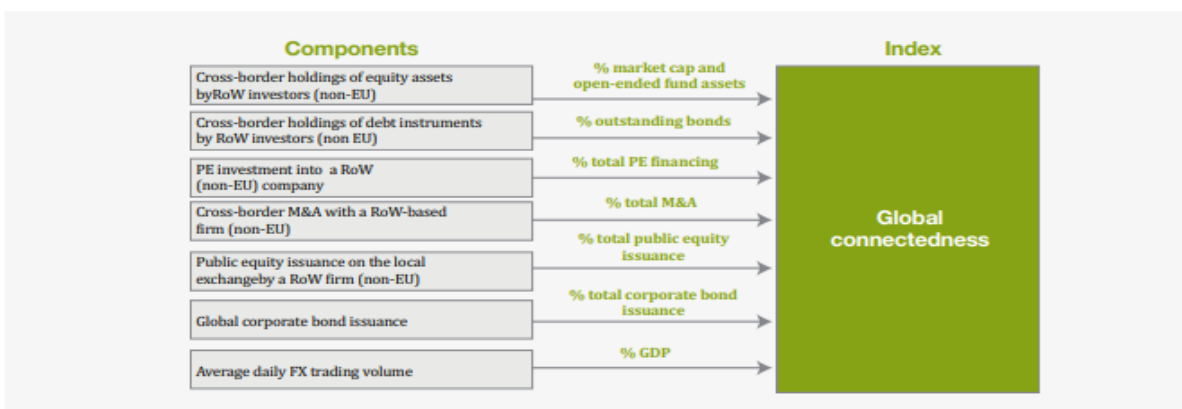 Components
Index
Cross-border holdings of equity assets
byRoW investors (non-EU)
% market cap and
open-ended fund assets
Cross-border holdings of debt instruments
by RoW investors (non EU)
% outstanding bonds
PE investment into a RoW
(non-EU) company
% total PE financing
Cross-border M&A with a RoW-based
firm (non-EU)
% total M&A
Public equity issuance on the local
exchangeby a RoW firm (non-EU)
% total public equity
issuance
Global corporate bond issuance
% total corporate bond
issuance
Average daily FX trading volume
% GDP
Global
connectedness